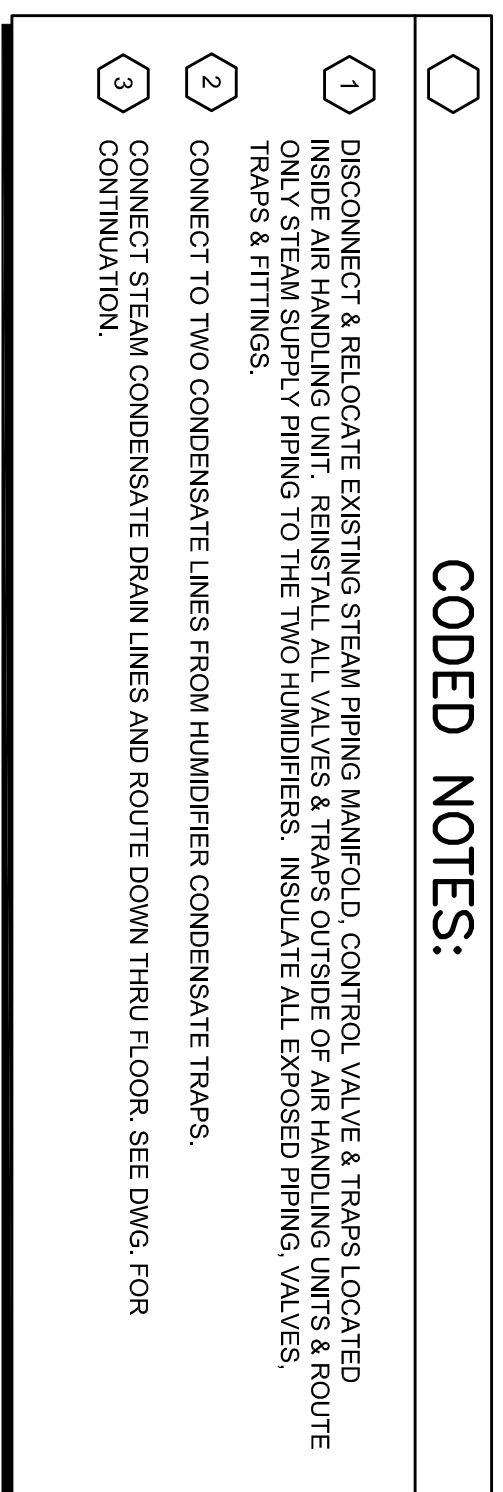 CODED NOTES:
1 DISCONNECT & RELOCATE EXISTING STEAM PIPING MANIFOLD, CONTROL VALVE & TRAPS LOCATED
INSIDE AIR HANDLING UNIT. REINSTALL ALL VALVES & TRAPS OUTSIDE OF AIR HANDLING UNITS & ROUTE
ONLY STEAM SUPPLY PIPING TO THE TWO HUMIDIFIERS. INSULATE ALL EXPOSED PIPING, VALVES,
TRAPS & FITTINGS.
2 CONNECT TO TWO CONDENSATE LINES FROM HUMIDIFIER CONDENSATE TRAPS.
3 CONNECT STEAM CONDENSATE DRAIN LINES AND ROUTE DOWN THRU FLOOR. SEE DWG. FOR
CONTINUATION.